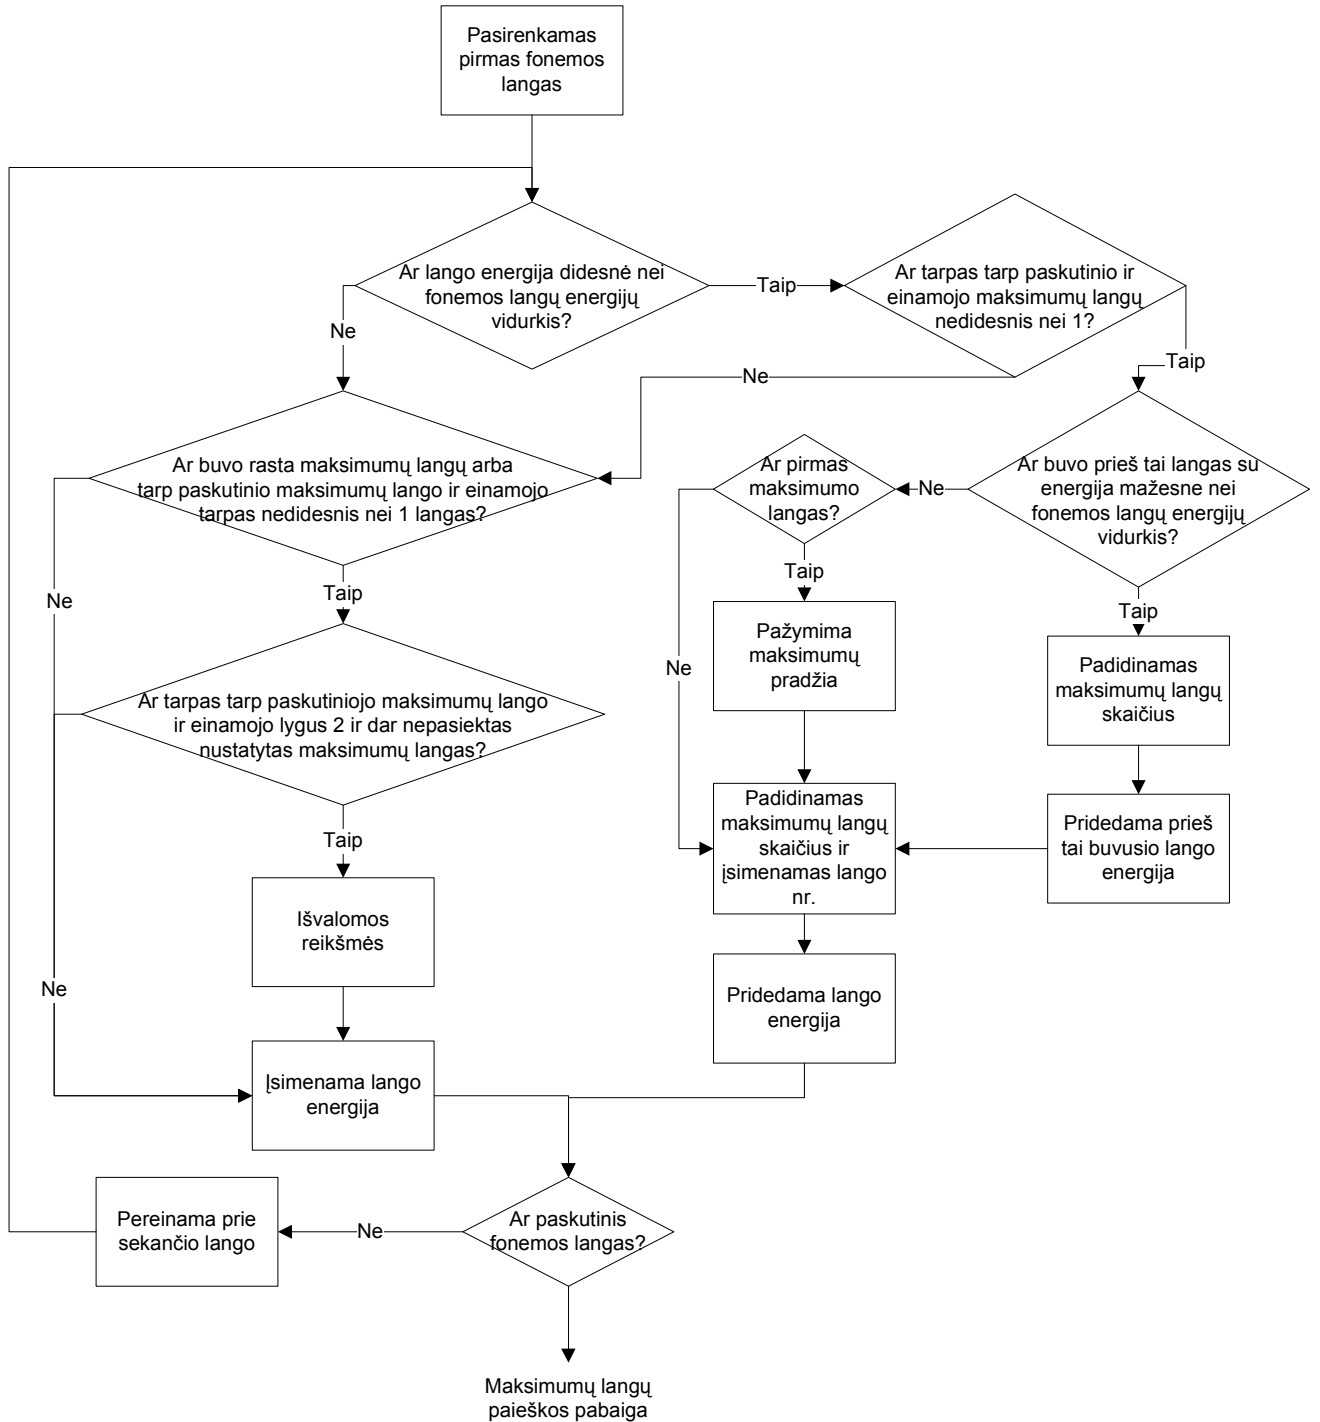 Pasirenkamas
pirmas fonemos
langas
Ar lango energija didesnė nei
fonemos langų energijų
vidurkis?
Taip
Ar tarpas tarp paskutinio ir
einamojo maksimumų langų
nedidesnis nei 1?
Ne
Taip
Ne
Ar buvo rasta maksimumų langų arba
tarp paskutinio maksimumų lango ir einamojo
tarpas nedidesnis nei 1 langas?
Ar pirmas
maksimumo
langas?
Ne
Ar buvo prieš tai langas su
energija mažesne nei
fonemos langų energijų
vidurkis?
Ne
Taip
Taip
Taip
Ar tarpas tarp paskutiniojo maksimumų lango
ir einamojo lygus 2 ir dar nepasiektas
nustatytas maksimumų langas?
Ne
Pažymima
maksimumų
pradžia
Padidinamas
maksimumų langų
skaičius
Taip
Padidinamas
maksimumų langų
skaičius ir
įsimenamas lango
nr.
Pridedama prieš
tai buvusio lango
energija
Išvalomos
reikšmės
Ne
Pridedama lango
energija
Įsimenama lango
energija
Pereinama prie
sekančio lango
Ne
Ar paskutinis
fonemos langas?
Maksimumų langų
paieškos pabaiga